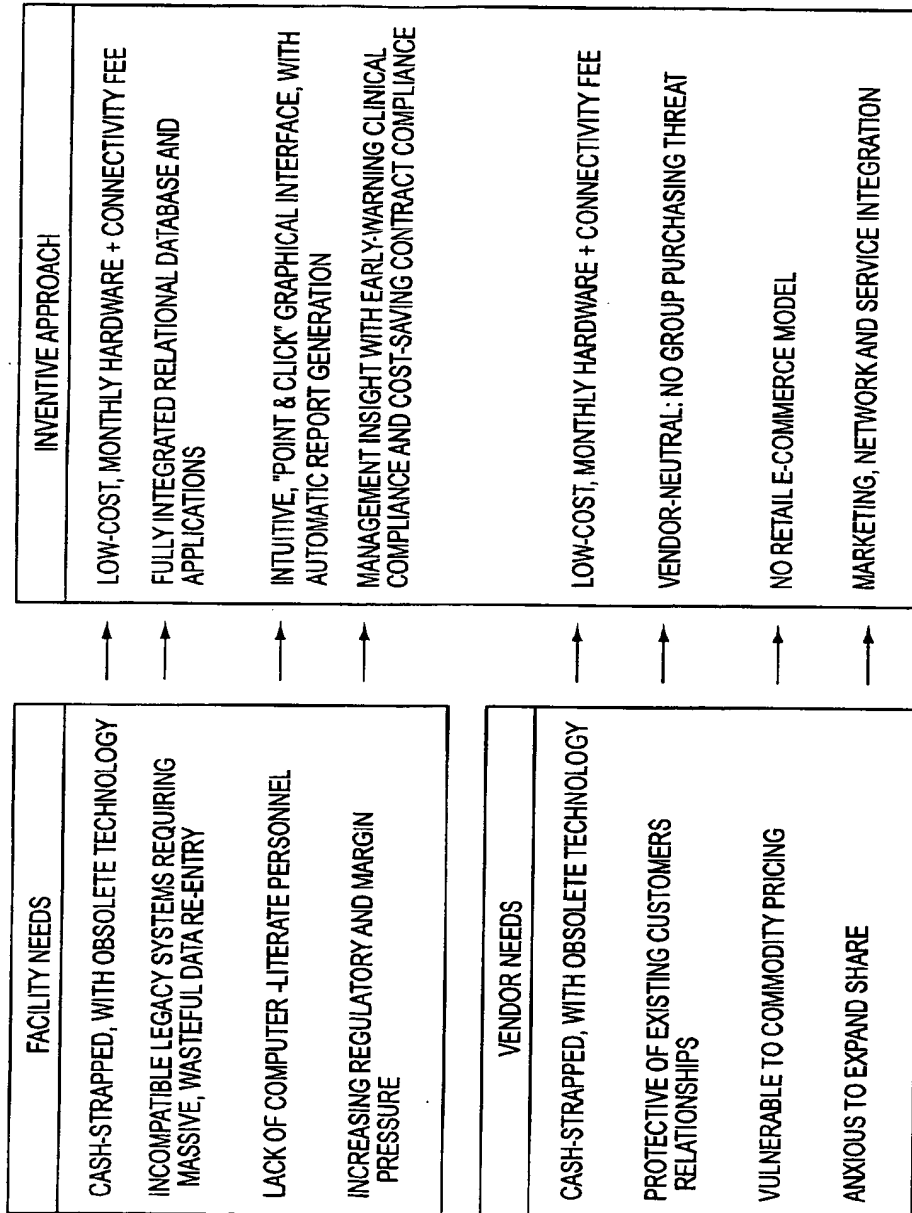 FACILITY NEEDS
CASH-STRAPPED, WITH OBSOLETE TECHNOLOGY
INCOMPATIBLE LEGACY SYSTEMS REQUIRING
MASSIVE, WASTEFUL DATA RE-ENTRY
LACK OF COMPUTER -LITERATE PERSONNEL
INCREASING REGULATORY AND MARGIN
PRESSURE
VENDOR NEEDS
CASH-STRAPPED, WITH OBSOLETE TECHNOLOGY
PROTECTIVE OF EXISTING CUSTOMERS
RELATIONSHIPS
VULNERABLE TO COMMODITY PRICING
ANXIOUS TO EXPAND SHARE
INVENTIVE APPROACH
LOW-COST, MONTHLY HARDWARE + CONNECTIVITY FEE
FULLY INTEGRATED RELATIONAL DATABASE AND
APPLICATIONS
INTUITIVE, "POINT & CLICK" GRAPHICAL INTERFACE, WITH
AUTOMATIC REPORT GENERATION
MANAGEMENT INSIGHT WITH EARLY-WARNING CLINICAL
COMPLIANCE AND COST-SAVING CONTRACT COMPLIANCE
LOW-COST, MONTHLY HARDWARE + CONNECTIVITY FEE
VENDOR-NEUTRAL: NO GROUP PURCHASING THREAT
NO RETAIL E-COMMERCE MODEL
MARKETING, NETWORK AND SERVICE INTEGRATION